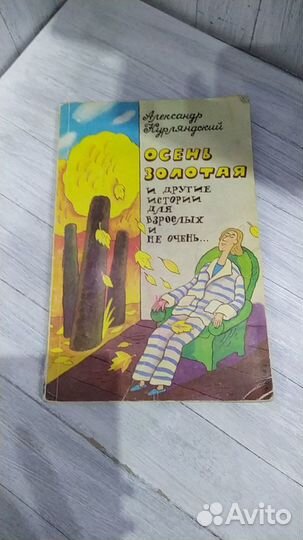 Александр
Курляндский
ОСЕНЬ
ЗОЛОТАЯ
И ДРУГИЕ
ИСТОРИИ
ДЛЯ
ВЗРОСЛЫХ
И
НЕ ОЧЕНЬ...
Avito